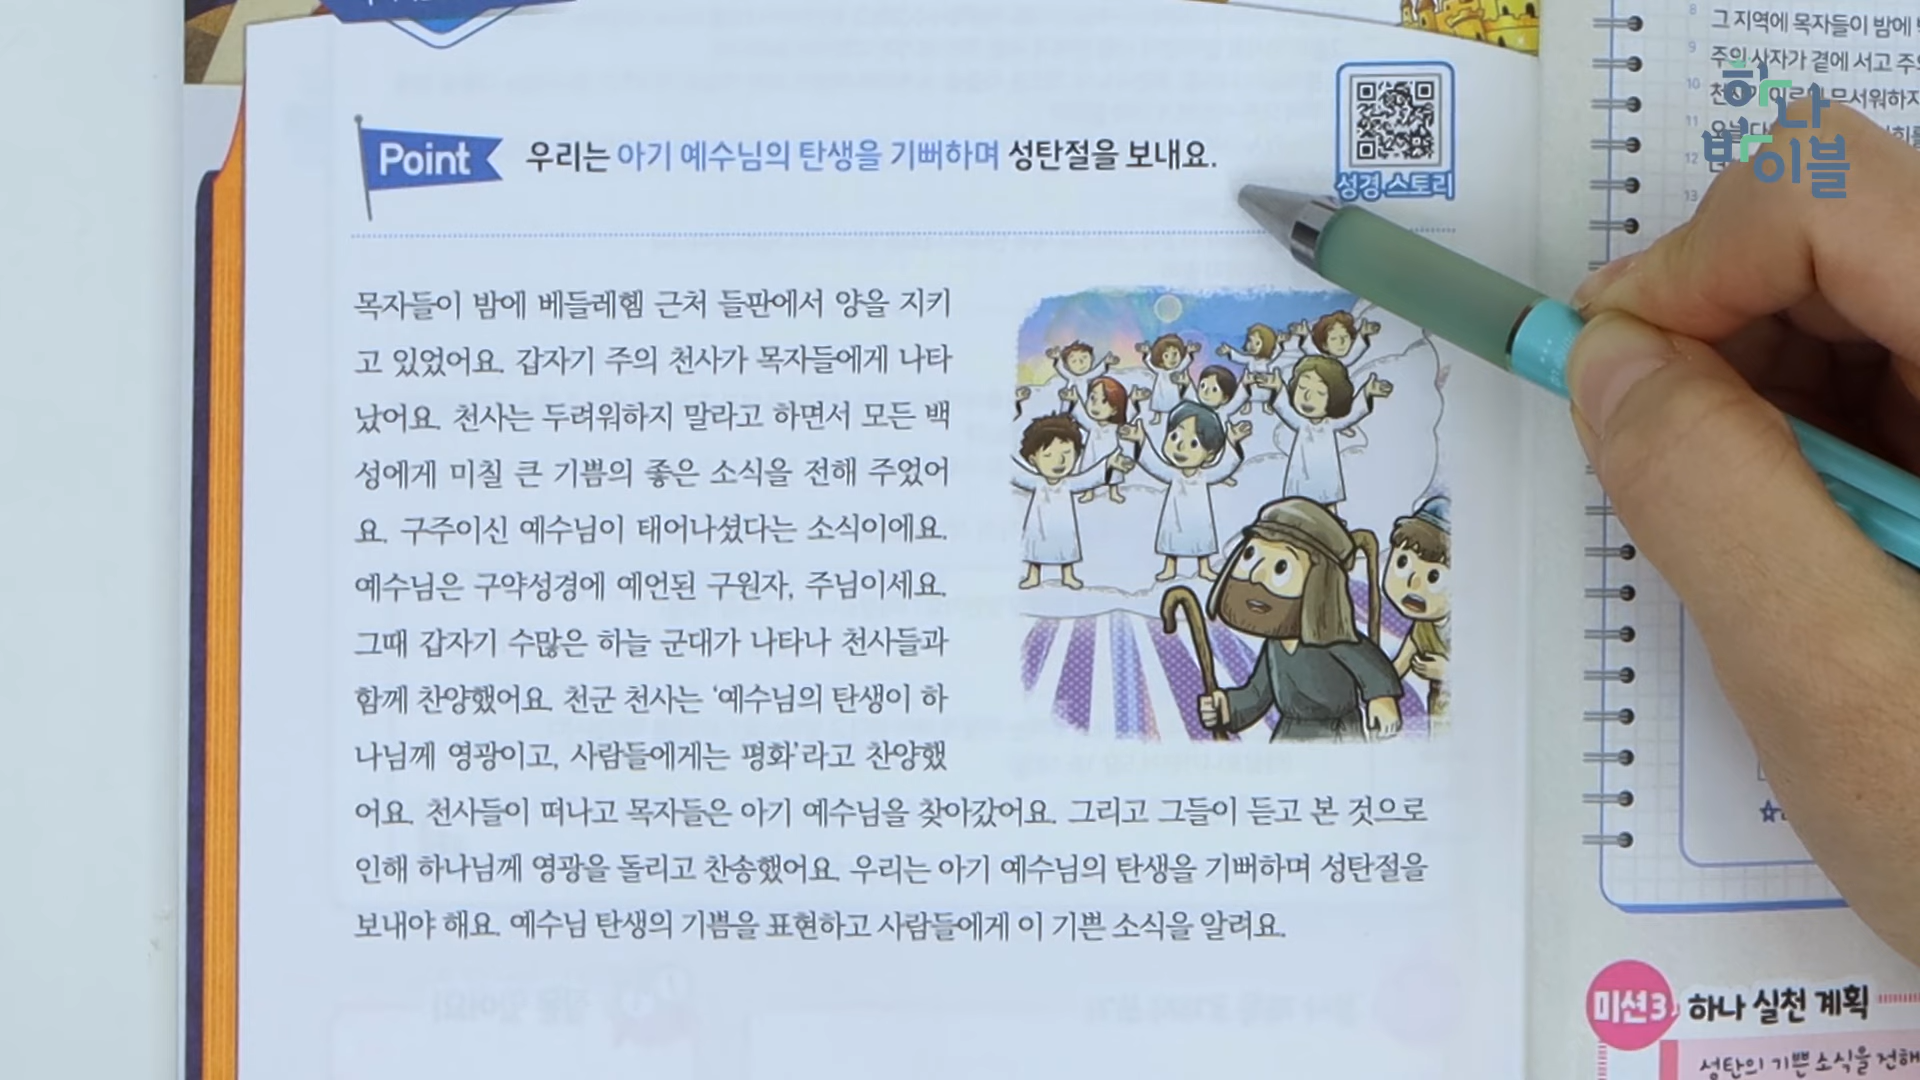 Point 우리는 아기 예수님의 탄생을 기뻐하며 성탄절을 보내요.
성경 스토리
목자들이 밤에 베들레헴 근처 들판에서 양을 지키
고 있었어요. 갑자기 주의 천사가 목자들에게 나타
났어요. 천사는 두려워하지 말라고 하면서 모든 백
성에게 미칠 큰 기쁨의 좋은 소식을 전해 주었어
요. 구주이신 예수님이 태어나셨다는 소식이에요.
예수님은 구약성경에 예언된 구원자, 주님이세요.
그때 갑자기 수많은 하늘 군대가 나타나 천사들과
함께 찬양했어요. 천군 천사는 ‘예수님의 탄생이 하
나님께 영광이고, 사람들에게는 평화’라고 찬양했
어요. 천사들이 떠나고 목자들은 아기 예수님을 찾아갔어요. 그리고 그들이 듣고 본 것으로
인해 하나님께 영광을 돌리고 찬송했어요. 우리는 아기 예수님의 탄생을 기뻐하며 성탄절을
보내야 해요. 예수님 탄생의 기쁨을 표현하고 사람들에게 이 기쁜 소식을 알려요.
8 그 지역에 목자들이 밤에
9 주의 사자가 곁에 서고
10 무서워하지
11
12
13
하나
바이블
미션3 하나 실천 계획
성탄의 기쁜 소식을 전해